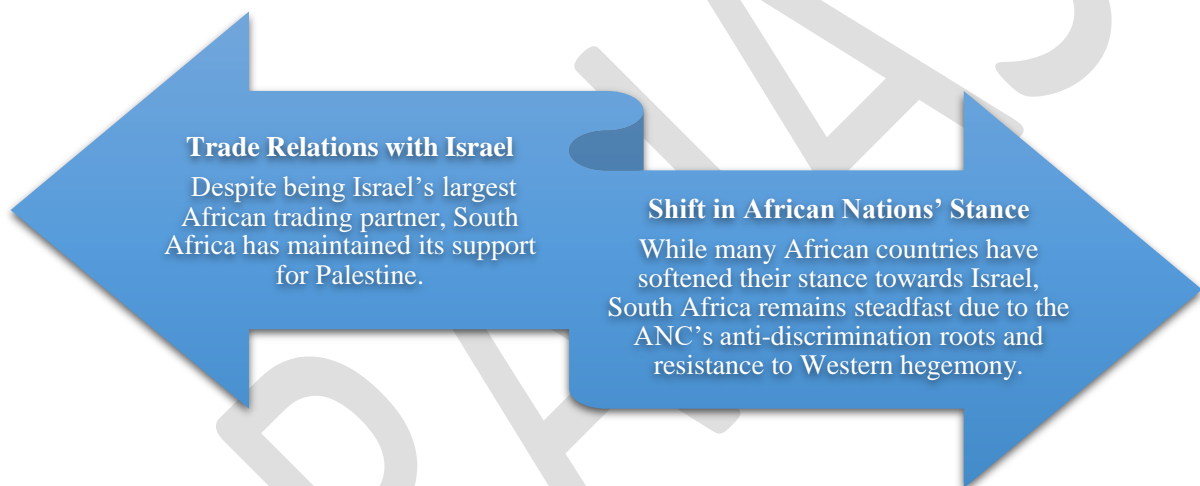 Trade Relations with Israel
Despite being Israel’s largest
African trading partner, South
Africa has maintained its support
for Palestine.
Shift in African Nations’ Stance
While many African countries have
softened their stance towards Israel,
South Africa remains steadfast due to the
ANC’s anti-discrimination roots and
resistance to Western hegemony.